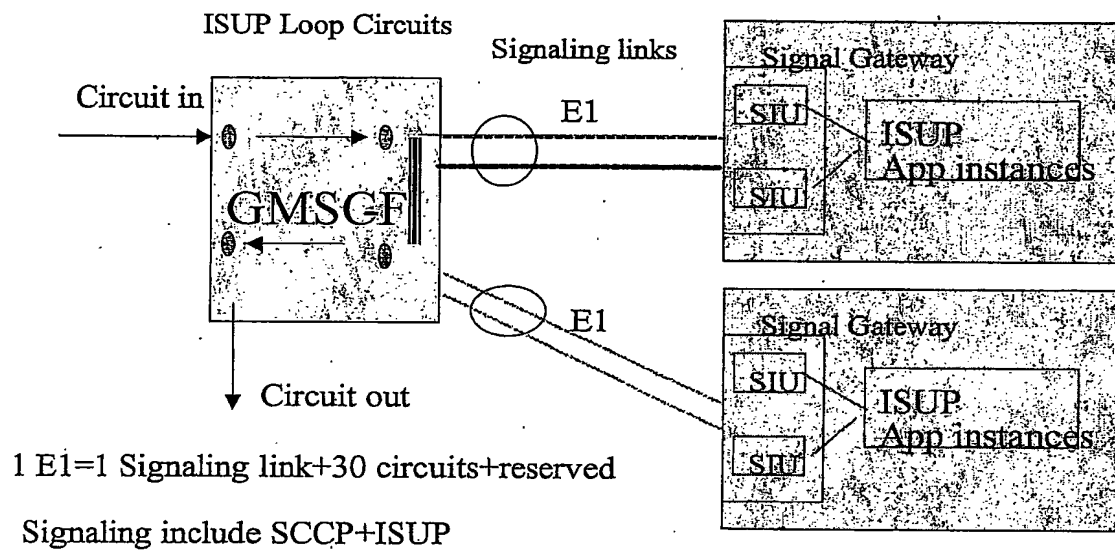 ISUP Loop Circuits
Signaling links
Signal Gateway
Circuit in
E1
SIU
ISUP
App instances
SIU
GMSC-F
E1
Signal Gateway
SIU
ISUP
App instances
SIU
Circuit out
1 E1=1 Signaling link+30 circuits+reserved
Signaling include SCCP+ISUP